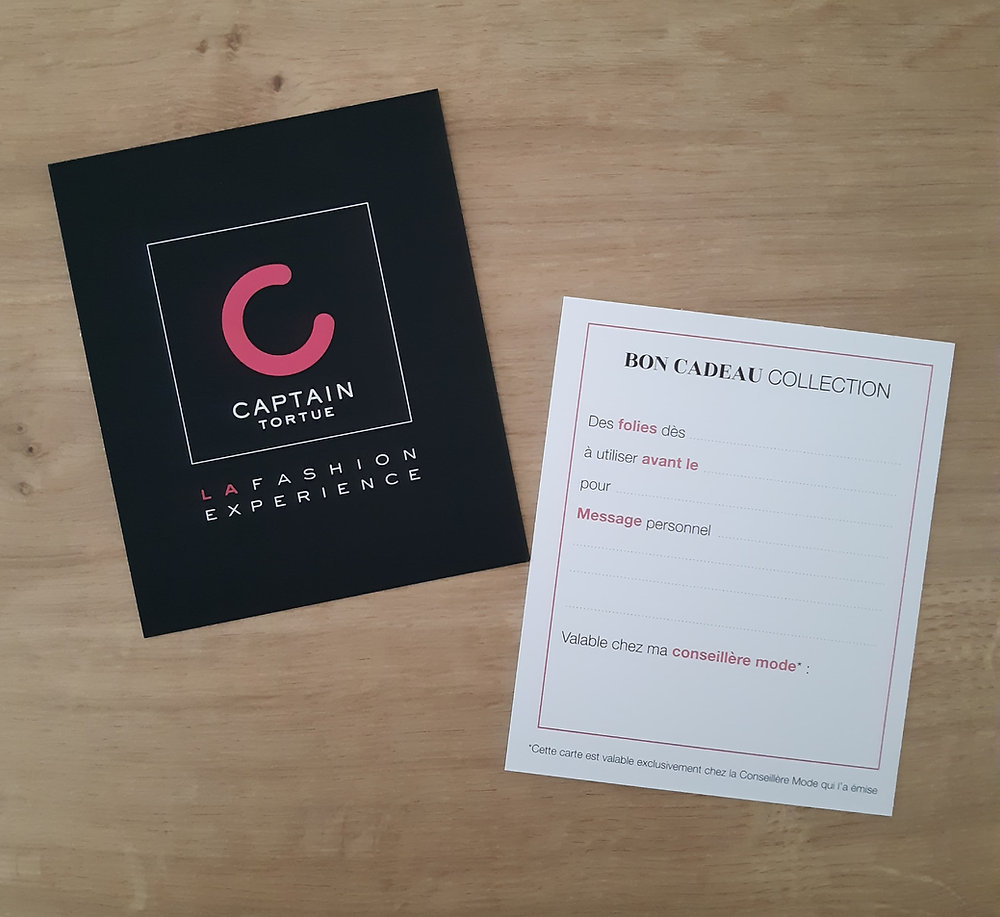 CAPTAIN
TORTUE
LA FASHION
EXPERIENCE
BON CADEAU COLLECTION
Des folies dès
à utiliser avant le
pour
Message personnel
Valable chez ma conseillère mode* :
*Cette carte est valable exclusivement chez la Conseillère Mode qui l'a émise